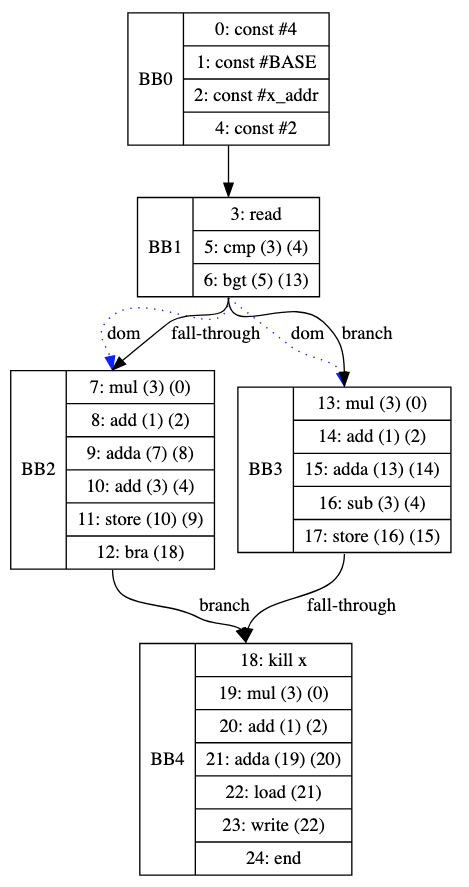 BB0
0: const #4
1: const #BASE
2: const #x_addr
4: const #2
BB1
3: read
5: cmp (3) (4)
6: bgt (5) (13)
dom
fall-through
dom
branch
BB2
7: mul (3) (0)
8: add (1) (2)
9: adda (7) (8)
10: add (3) (4)
11: store (10) (9)
12: bra (18)
BB3
13: mul (3) (0)
14: add (1) (2)
15: adda (13) (14)
16: sub (3) (4)
17: store (16) (15)
branch
fall-through
BB4
18: kill x
19: mul (3) (0)
20: add (1) (2)
21: adda (19) (20)
22: load (21)
23: write (22)
24: end